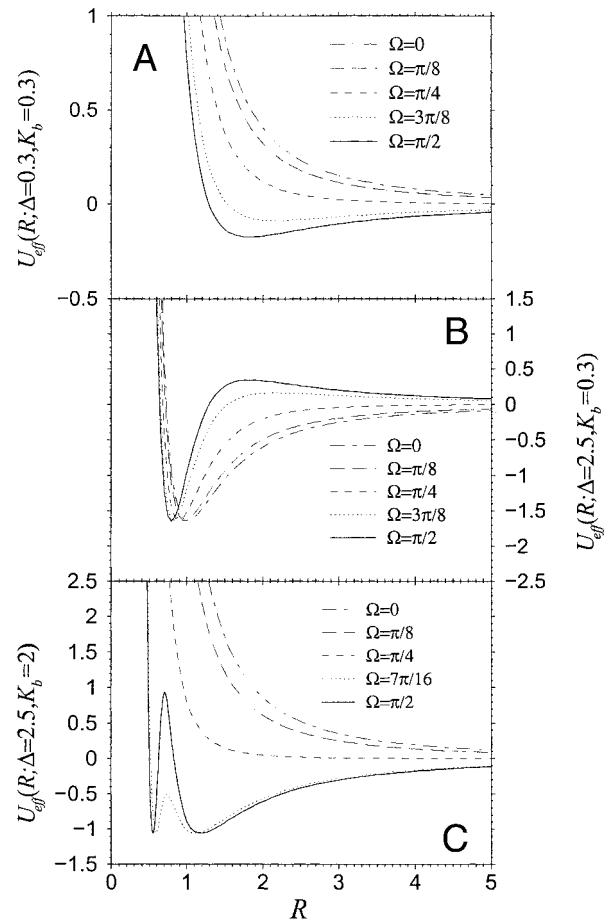 A
U_eff(R;Δ=0.3,K_b=0.3)
1
0.5
0
−0.5
Ω=0
Ω=π/8
Ω=π/4
Ω=3π/8
Ω=π/2
B
U_eff(R;Δ=2.5,K_b=0.3)
1.5
1
0.5
0
−0.5
−1
−1.5
−2
−2.5
Ω=0
Ω=π/8
Ω=π/4
Ω=3π/8
Ω=π/2
C
U_eff(R;Δ=2.5,K_b=2)
2.5
2
1.5
1
0.5
0
−0.5
−1
−1.5
Ω=0
Ω=π/8
Ω=π/4
Ω=7π/16
Ω=π/2
0 1 2 3 4 5
R